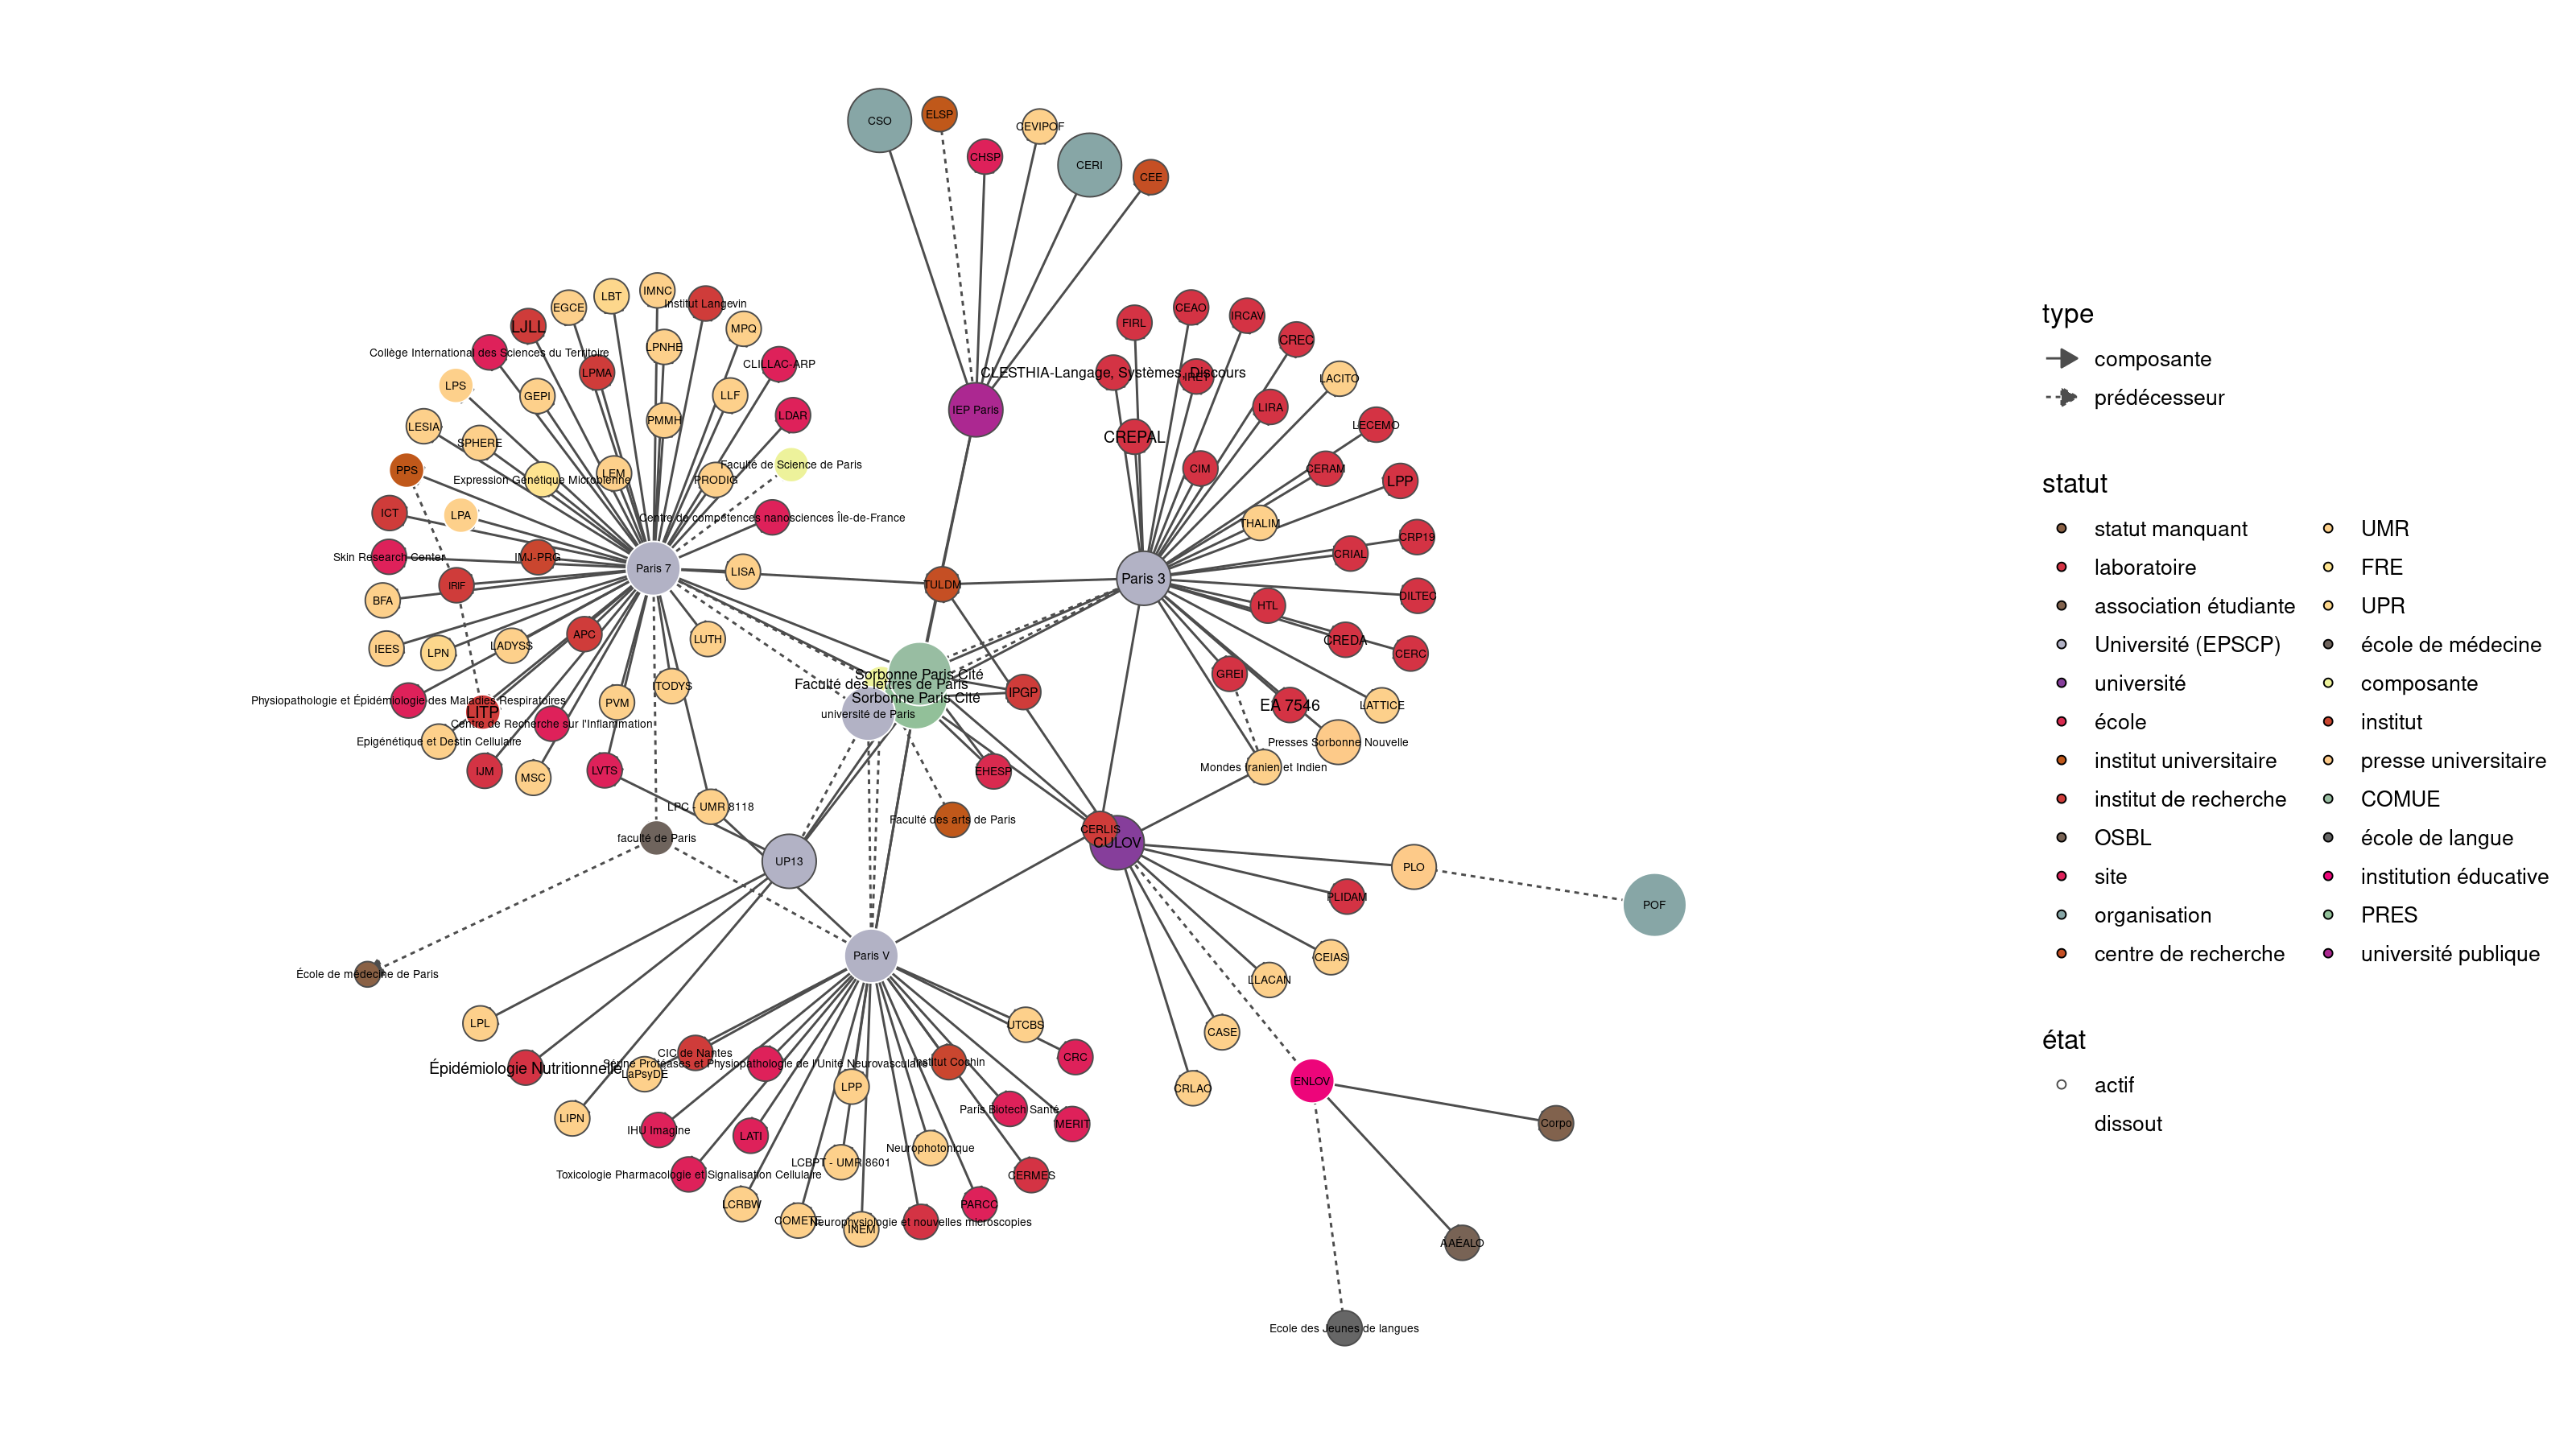 CSO
ELSP
CEVIPOF
CHSP
CERI
CEE
IMNC
LBT
Institut Langevin
EGCE
LJLL
MPQ
LPNHE
Collège International des Sciences du Territoire
CLILLAC-ARP
LPMA
LPS
GEPI
LLF
LDAR
PMMH
LESIA
SPHERE
Faculté de Science de Paris
PPS
LEM
Expression Génétique Microbienne
PRODIG
ICT
LPA
Centre de compétences nanosciences Île-de-France
Skin Research Center
IMJ-PRG
Paris 7
LISA
IRIF
BFA
APC
LUTH
IEES
LPN
LADYSS
ITODYS
Physiopathologie et Épidémiologie des Maladies Respiratoires
PVM
LITP
Centre de Recherche sur l'Inflammation
Epigénétique et Destin Cellulaire
IJM
MSC
LVTS
LPC - UMR 8118
faculté de Paris
UP13
École de médecine de Paris
IEP Paris
CEAO
FIRL
IRCAV
CREC
CLESTHIA-Langage, Systèmes, Discours
IRET
LACITO
LIRA
LECEMO
CREPAL
CIM
CERAM
LPP
THALIM
CRP19
CRIAL
TULDM
Paris 3
DILTEC
HTL
CREDA
CERC
GREI
Sorbonne Paris Cité
Faculté des lettres de Paris
Sorbonne Paris Cité
université de Paris
IPGP
EA 7546
LATTICE
Presses Sorbonne Nouvelle
Mondes Iranien et Indien
EHESP
Faculté des arts de Paris
CERLIS
CULOV
PLO
POF
PLIDAM
CEIAS
LLACAN
CASE
CRLAO
ENLOV
Corpo
AAÉALO
Ecole des Jeunes de langues
Paris V
LPL
Épidémiologie Nutritionnelle
LIPN
CIC de Nantes
Sérine Protéases et Physiopathologie de l'Unité Neurovasculaire
LaPsyDÉ
Institut Cochin
UTCBS
CRC
LPP
Paris Biotech Santé
MERIT
IHU Imagine
LATI
Neurophotonique
LCBPT - UMR 8601
Toxicologie Pharmacologie et Signalisation Cellulaire
CERMES
LCRBW
PARCC
COMETE
Neurophysiologie et nouvelles microscopies
INEM
type
composante
prédécesseur
statut
statut manquant
laboratoire
association étudiante
Université (EPSCP)
université
école
institut universitaire
institut de recherche
OSBL
site
organisation
centre de recherche
UMR
FRE
UPR
école de médecine
composante
institut
presse universitaire
COMUE
école de langue
institution éducative
PRES
université publique
état
actif
dissout